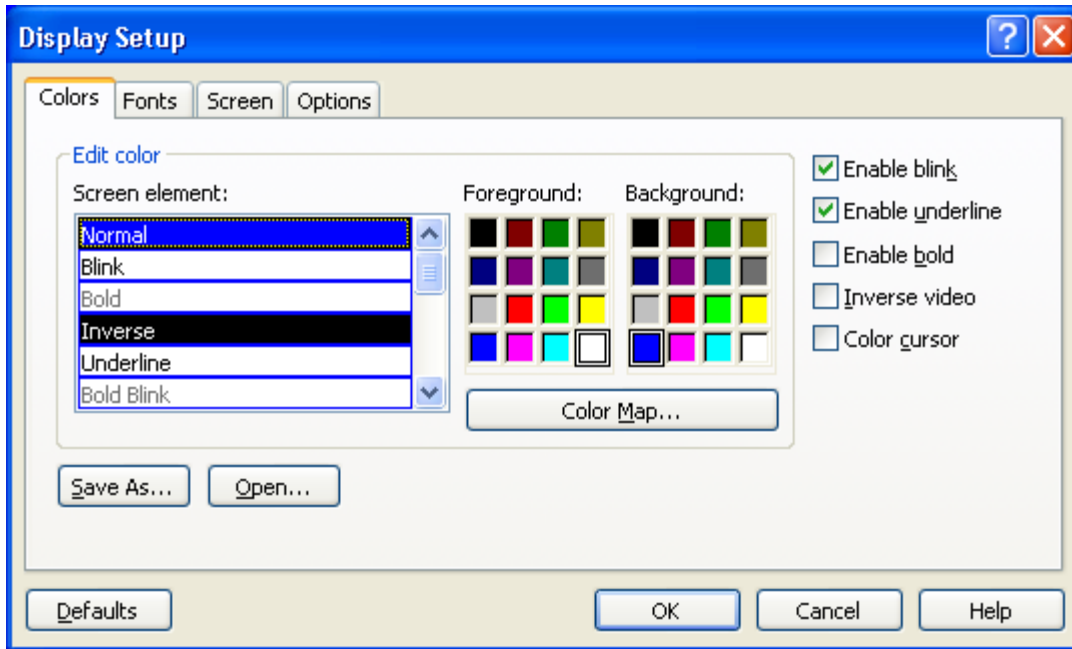 Display Setup
Colors Fonts Screen Options
Edit color
Screen element:
Normal
Blink
Bold
Inverse
Underline
Bold Blink
Foreground: Background:
Color Map...
Enable blink
Enable underline
Enable bold
Inverse video
Color cursor
Save As... Open...
Defaults OK Cancel Help